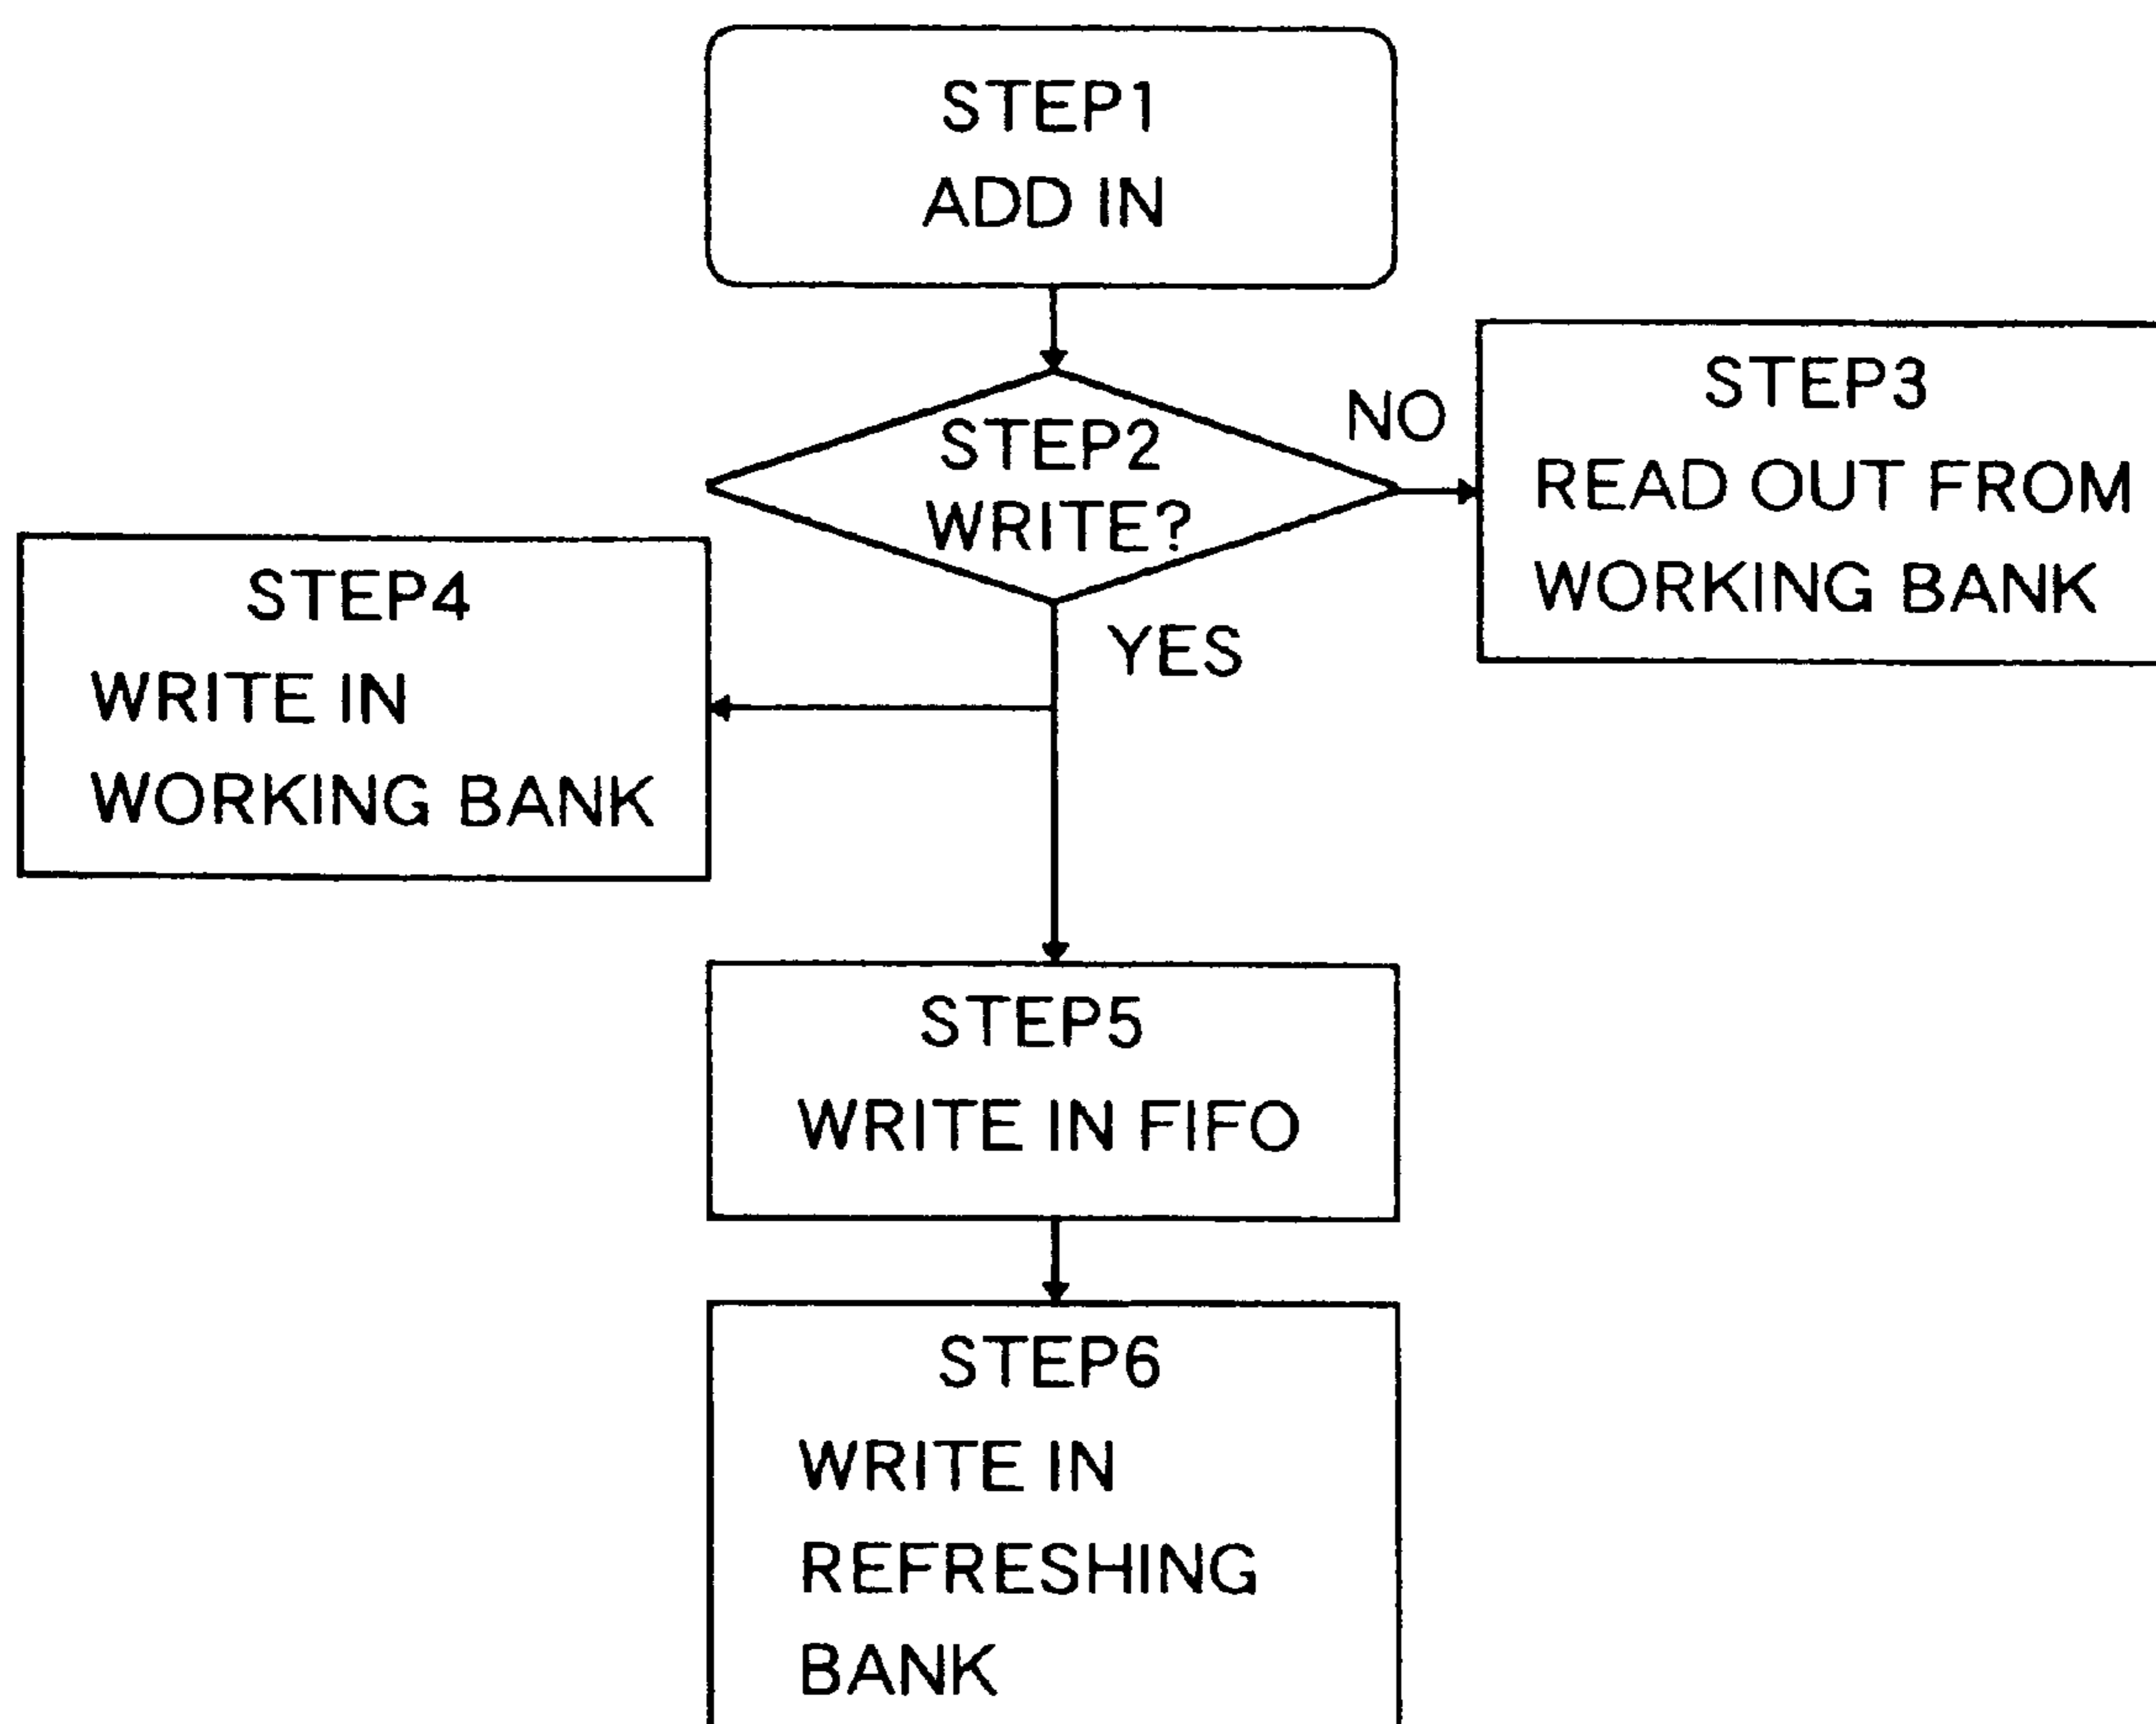 STEP1
ADD IN
STEP2
WRITE?
NO
STEP3
READ OUT FROM
WORKING BANK
YES
STEP4
WRITE IN
WORKING BANK
STEP5
WRITE IN FIFO
STEP6
WRITE IN
REFRESHING
BANK